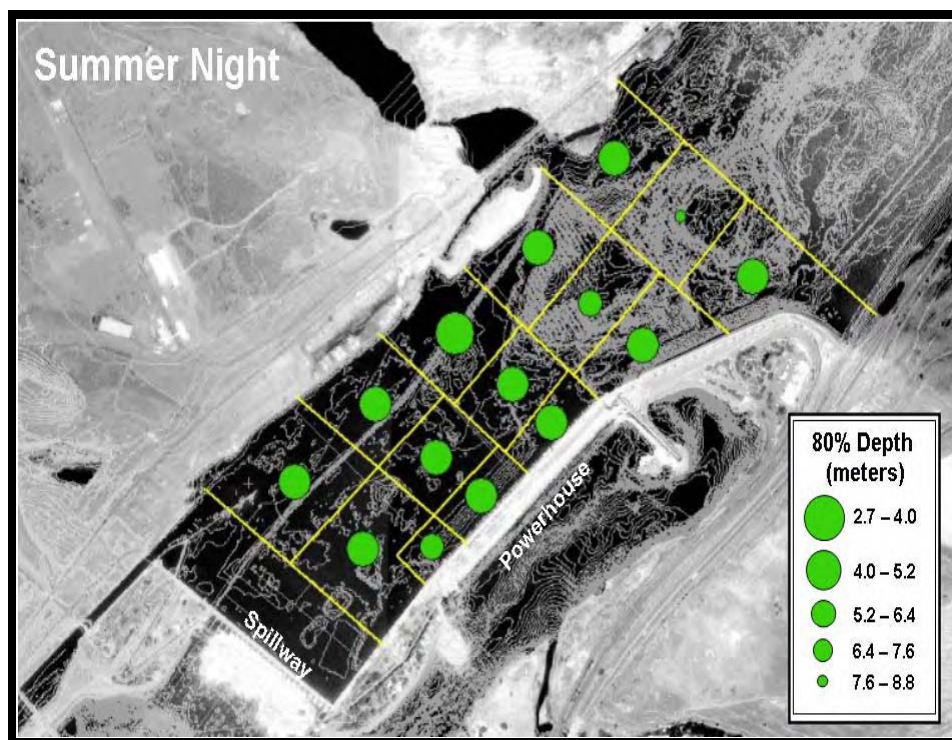 Summer Night
80% Depth
(meters)
2.7 – 4.0
4.0 – 5.2
5.2 – 6.4
6.4 – 7.6
7.6 – 8.8
Powerhouse
Spillway